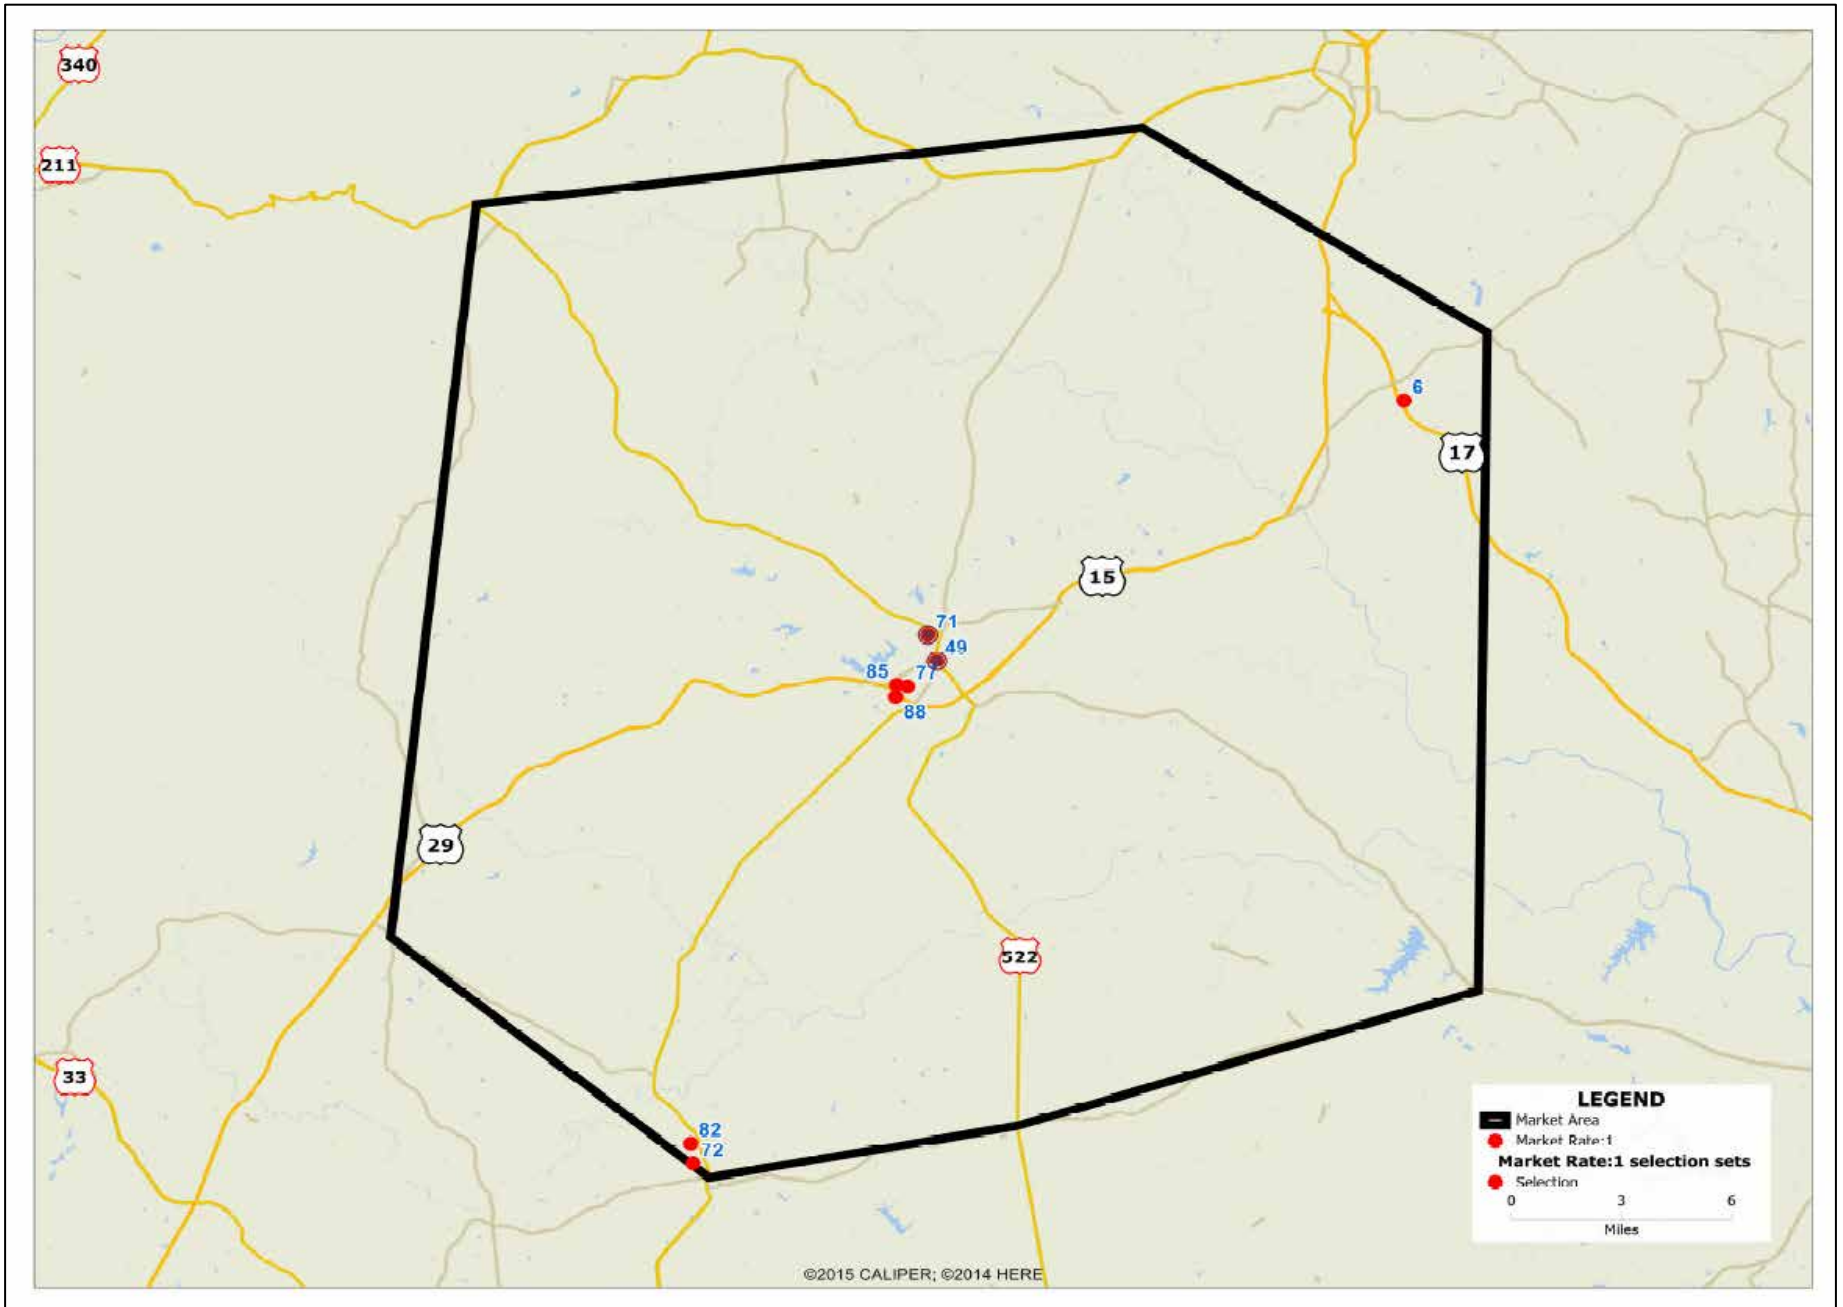 340
211
6
17
15
71
49
85
77
88
29
522
33
82
72
LEGEND
Market Area
Market Rate:1
Market Rate:1 selection sets
Selection
0 3 6
Miles
©2015 CALIPER; ©2014 HERE